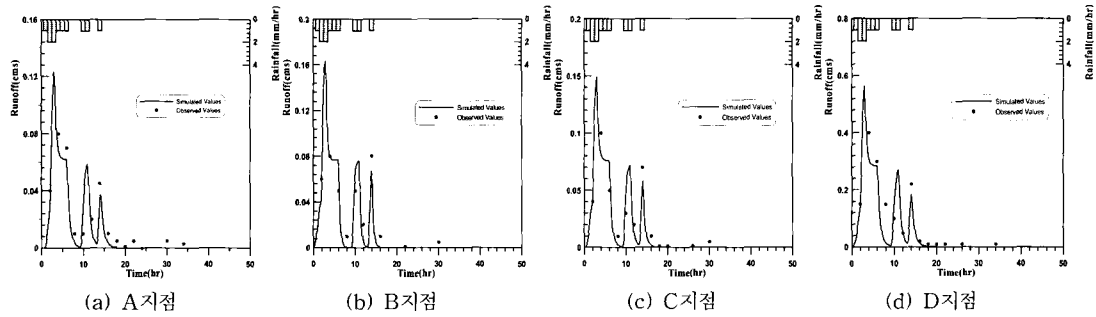 0.16
0.12
0.08
0.04
0
Runoff(cms)
0
2
4
Rainfall(mm/hr)
Simulated Values
Observed Values
0 10 20 30 40 50
Time(hr)
(a) A지점
0.2
0.15
0.1
0.05
0
Runoff(cms)
0
2
4
Rainfall(mm/hr)
Simulated Values
Observed Values
0 10 20 30 40 50
Time(hr)
(b) B지점
0.2
0.15
0.1
0.05
0
Runoff(cms)
0
2
4
Rainfall(mm/hr)
Simulated Values
Observed Values
0 10 20 30 40 50
Time(hr)
(c) C지점
0.8
0.6
0.4
0.2
0
Runoff(cms)
0
2
4
Rainfall(mm/hr)
Simulated Values
Observed Values
0 10 20 30 40 50
Time(hr)
(d) D지점